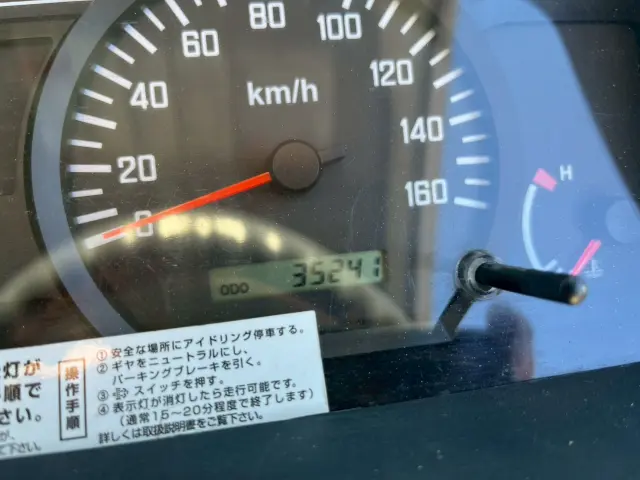 80
100
60
120
40
km/h
140
20
160
0
H
ODO 35241
灯が
順で
さい。
が、
て下さい。
操作手順
① 安全な場所にアイドリング停車する。
② ギヤをニュートラルにし、
パーキングブレーキを引く。
③ スイッチを押す。
④ 表示灯が消灯したら走行可能です。
(通常15～20分程度で終了します)
詳しくは取扱説明書をご覧下さい。